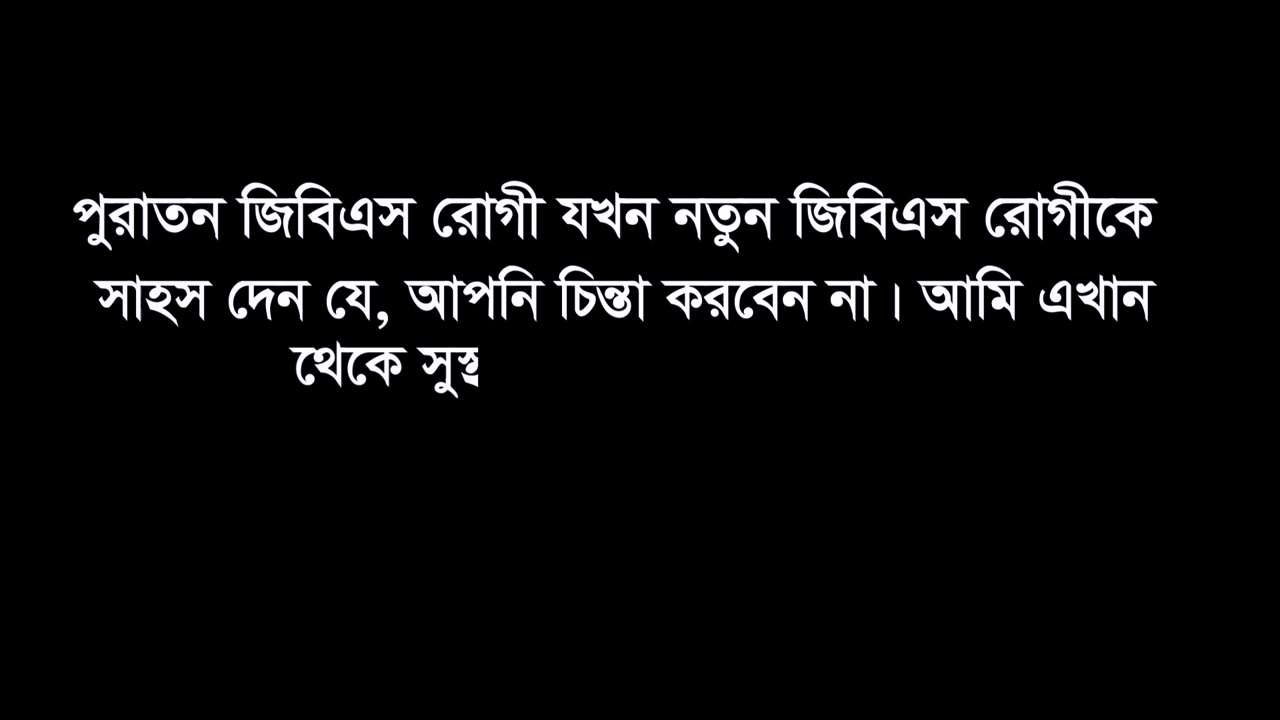 পুরাতন জিবিএস রোগী যখন নতুন জিবিএস রোগীকে
সাহস দেন যে, আপনি চিন্তা করবেন না। আমি এখান
থেকে